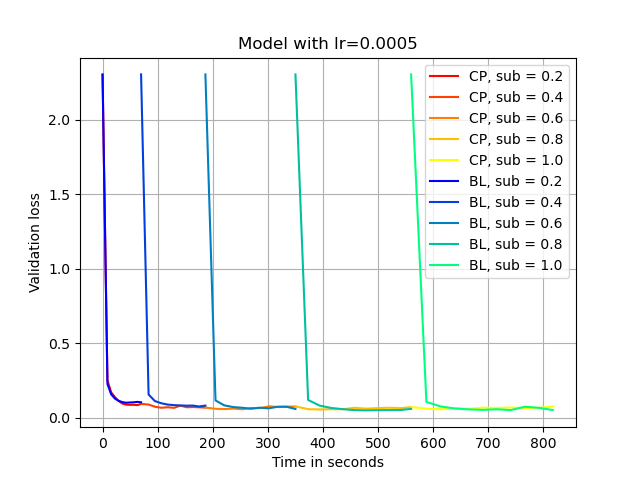 Model with lr=0.0005
CP, sub = 0.2
CP, sub = 0.4
CP, sub = 0.6
CP, sub = 0.8
CP, sub = 1.0
BL, sub = 0.2
BL, sub = 0.4
BL, sub = 0.6
BL, sub = 0.8
BL, sub = 1.0
Validation loss
2.0
1.5
1.0
0.5
0.0
0 100 200 300 400 500 600 700 800
Time in seconds